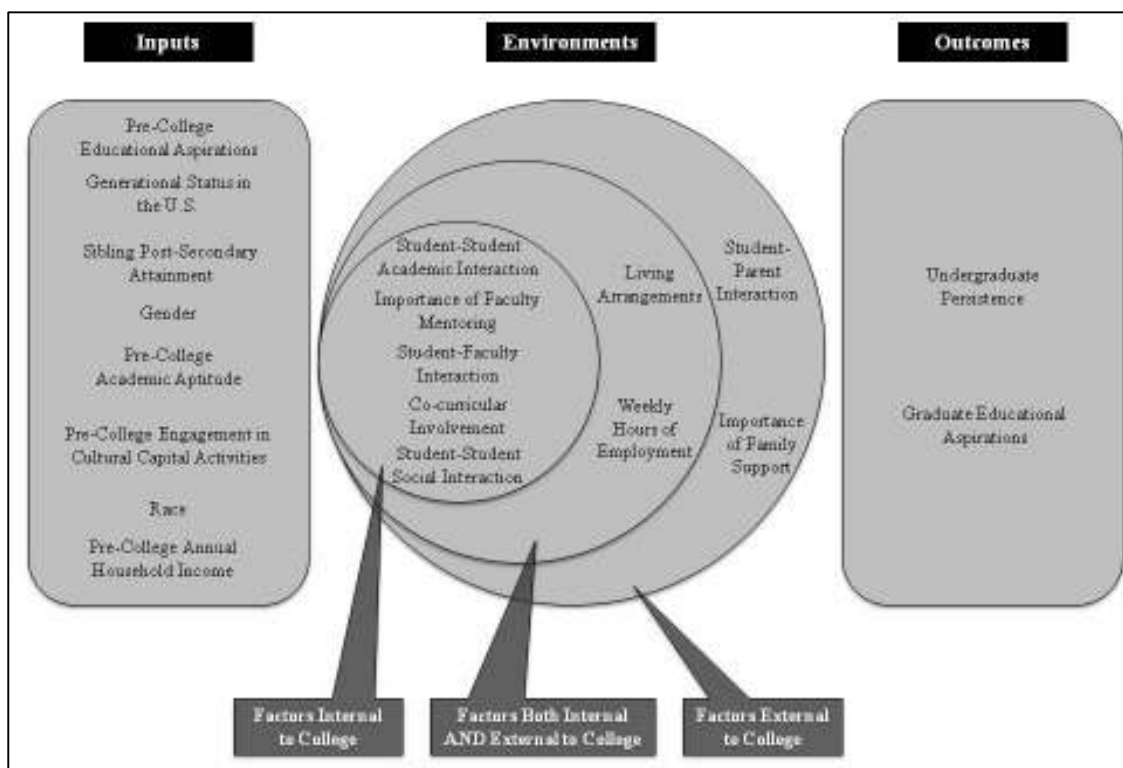 Inputs
Environments
Outcomes
Pre-College
Educational Aspirations
Generational Status in
the U.S.
Sibling Post-Secondary
Attainment
Gender
Pre-College
Academic Aptitude
Pre-College Engagement in
Cultural Capital Activities
Race
Pre-College Annual
Household Income
Student-Student
Academic Interaction
Importance of Faculty
Mentoring
Student-Faculty
Interaction
Co-curricular
Involvement
Student-Student
Social Interaction
Living
Arrangements
Weekly
Hours of
Employment
Student-
Parent
Interaction
Importance
of Family
Support
Undergraduate
Persistence
Graduate Educational
Aspirations
Factors Internal
to College
Factors Both Internal
AND External to College
Factors External
to College